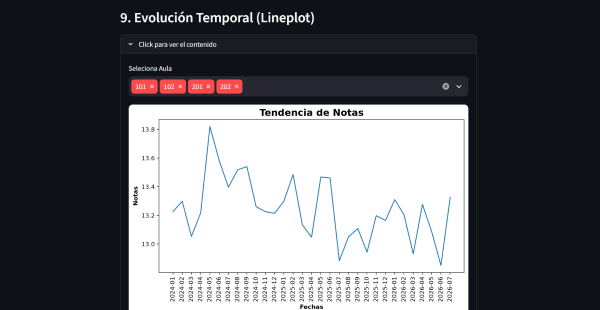 9. Evolución Temporal (Lineplot)
Click para ver el contenido
Selecciona Aula
101 × 102 × 201 × 202 ×
Tendencia de Notas
Notas
13.8
13.6
13.4
13.2
13.0
2024-01 2024-02 2024-03 2024-04 2024-05 2024-06 2024-07 2024-08 2024-09 2024-10 2024-11 2024-12 2025-01 2025-02 2025-03 2025-04 2025-05 2025-06 2025-07 2025-08 2025-09 2025-10 2025-11 2025-12 2026-01 2026-02 2026-03 2026-04 2026-05 2026-06 2026-07
Fechas